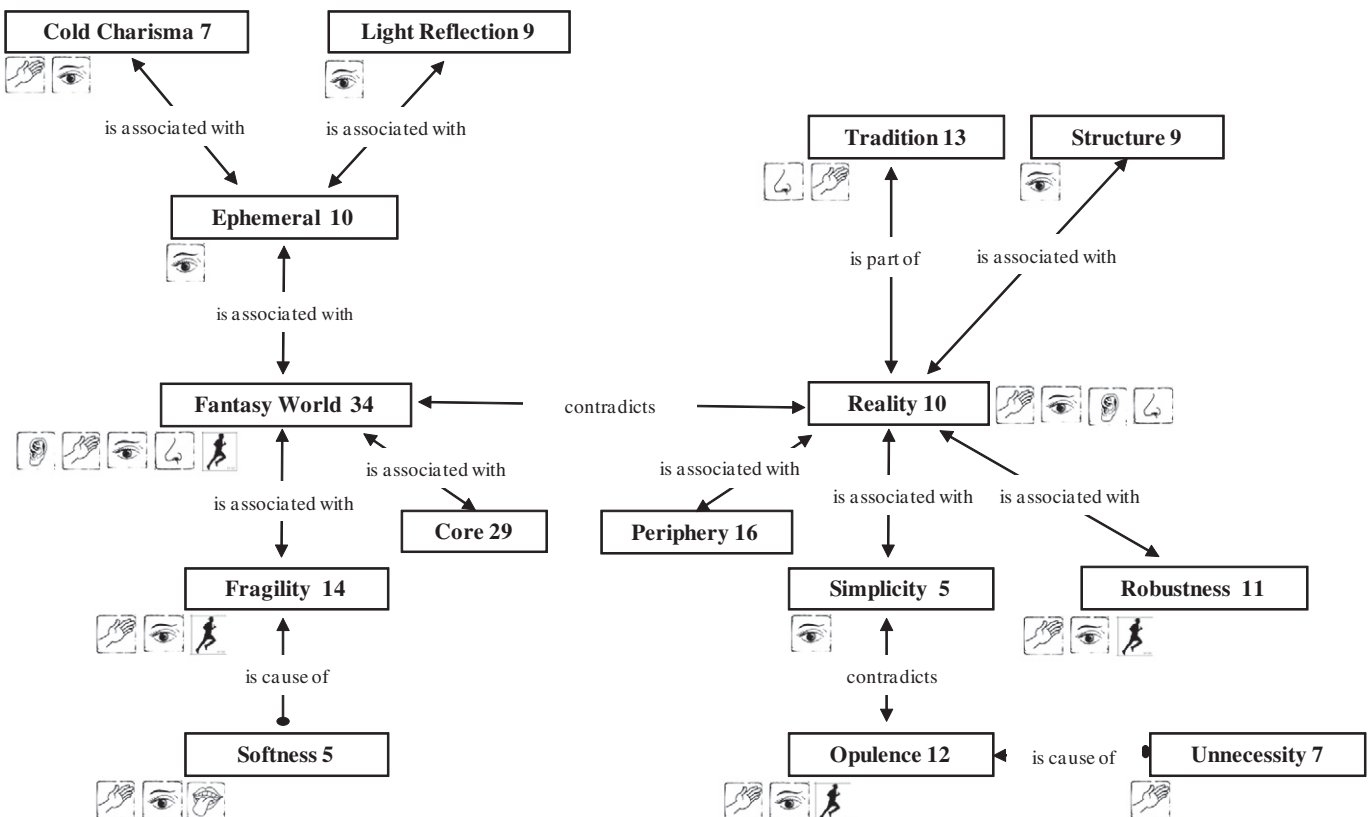 Cold Charisma 7
Light Reflection 9
is associated with
is associated with
Tradition 13
Structure 9
Ephemeral 10
is part of
is associated with
is associated with
Fantasy World 34
contradicts
Reality 10
is associated with
is associated with
is associated with
is associated with
is associated with
Core 29
Periphery 16
Fragility 14
Simplicity 5
Robustness 11
is cause of
contradicts
Softness 5
Opulence 12
is cause of
Unnecessity 7